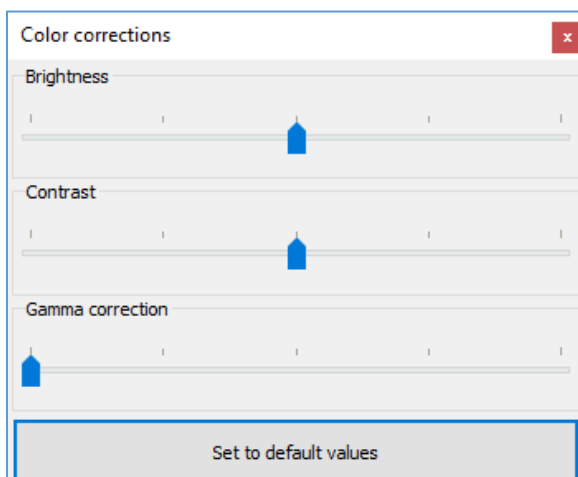 Color corrections
x
Brightness
Contrast
Gamma correction
Set to default values